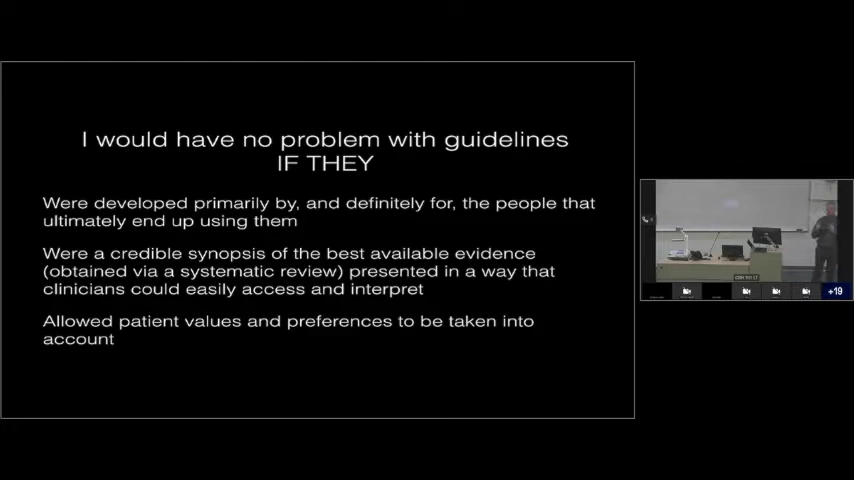 I would have no problem with guidelines
IF THEY
Were developed primarily by, and definitely for, the people that
ultimately end up using them
Were a credible synopsis of the best available evidence
(obtained via a systematic review) presented in a way that
clinicians could easily access and interpret
Allowed patient values and preferences to be taken into
account
+19